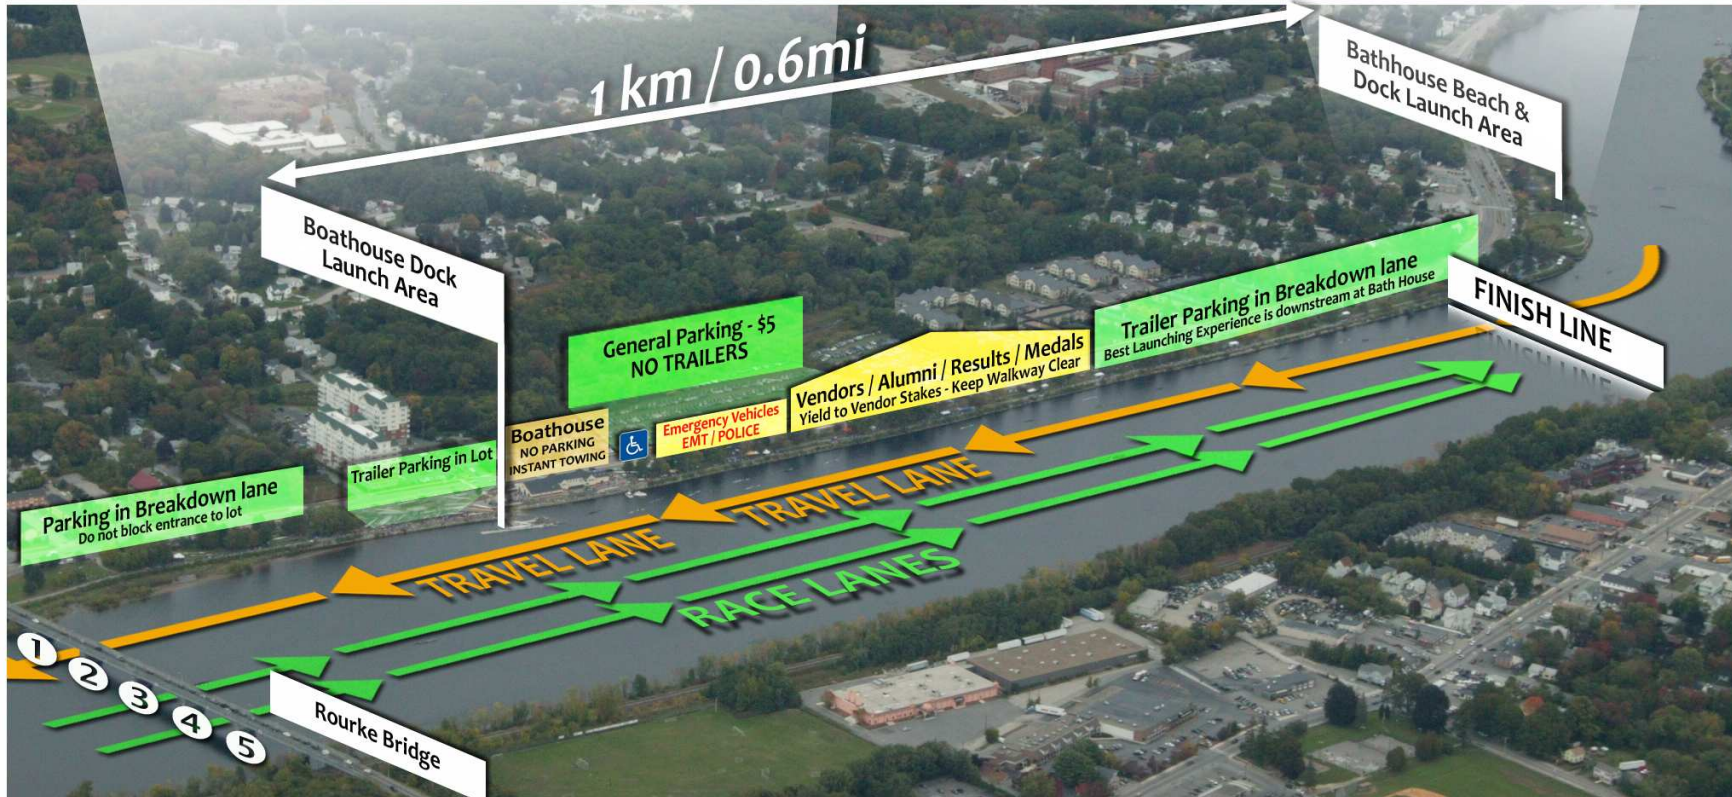 1 km / 0.6mi
Bathhouse Beach &
Dock Launch Area
Boathouse Dock
Launch Area
General Parking - $5
NO TRAILERS
Vendors / Alumni / Results / Medals
Yield to Vendor Stakes - Keep Walkway Clear
Trailer Parking in Breakdown lane
Best Launching Experience is downstream at Bath House
FINISH LINE
Boathouse
NO PARKING
INSTANT TOWING
Emergency Vehicles
EMT / POLICE
Trailer Parking in Lot
Parking in Breakdown lane
Do not block entrance to lot
TRAVEL LANE
TRAVEL LANE
RACE LANES
1
2
3
4
5
Rourke Bridge